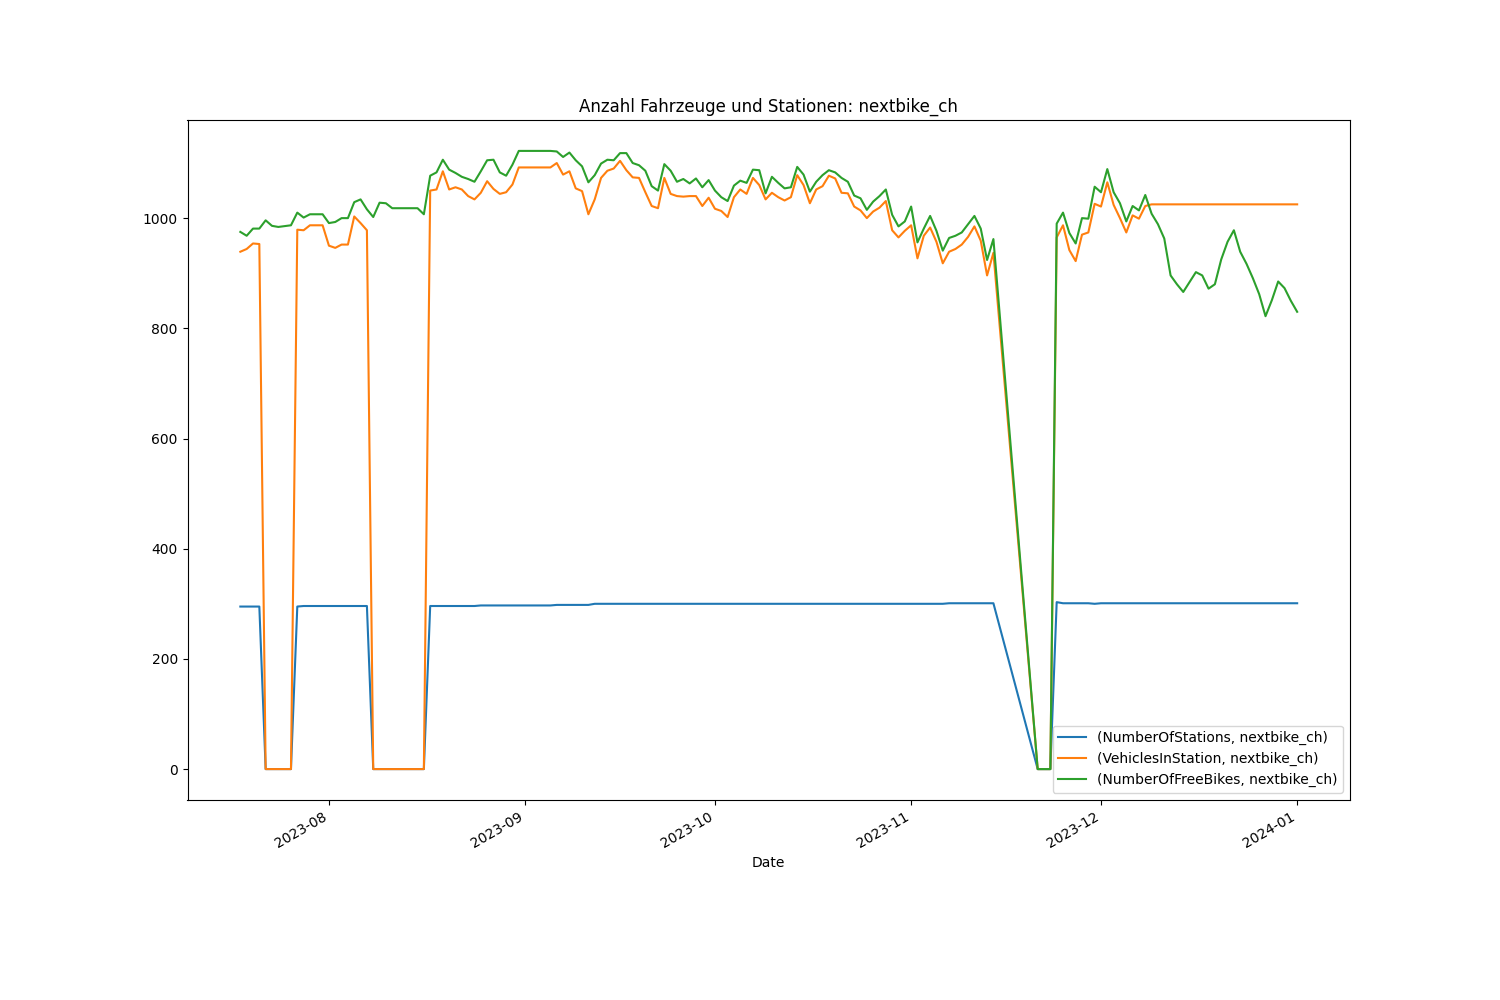 Anzahl Fahrzeuge und Stationen: nextbike_ch
1000
800
600
400
200
0
(NumberOfStations, nextbike_ch)
(VehiclesInStation, nextbike_ch)
(NumberOfFreeBikes, nextbike_ch)
2023-08
2023-09
2023-10
2023-11
2023-12
2024-01
Date